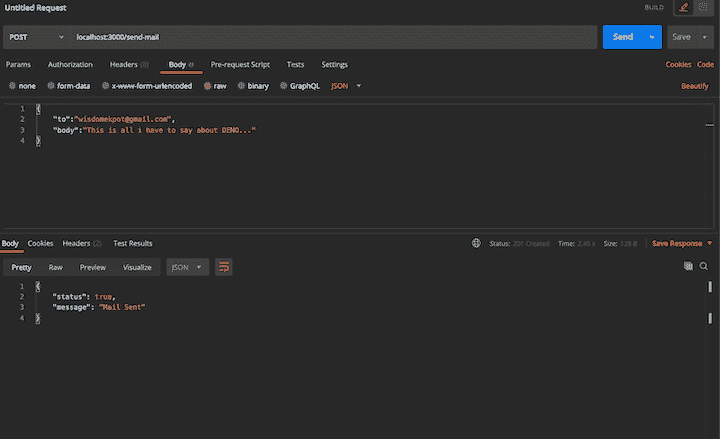 Untitled Request
BUILD
POST localhost:3000/send-mail Send Save
Params Authorization Headers (8) Body Pre-request Script Tests Settings Cookies Code
none form-data x-www-form-urlencoded raw binary GraphQL JSON Beautify
1 {
2 "to":"wisdomekpot@gmail.com",
3 "body":"This is all i have to say about DENO..."
4 }
Body Cookies Headers (2) Test Results Status: 201 Created Time: 2.45 s Size: 128 B Save Response
Pretty Raw Preview Visualize JSON
1 {
2 "status": true,
3 "message": "Mail Sent"
4 }